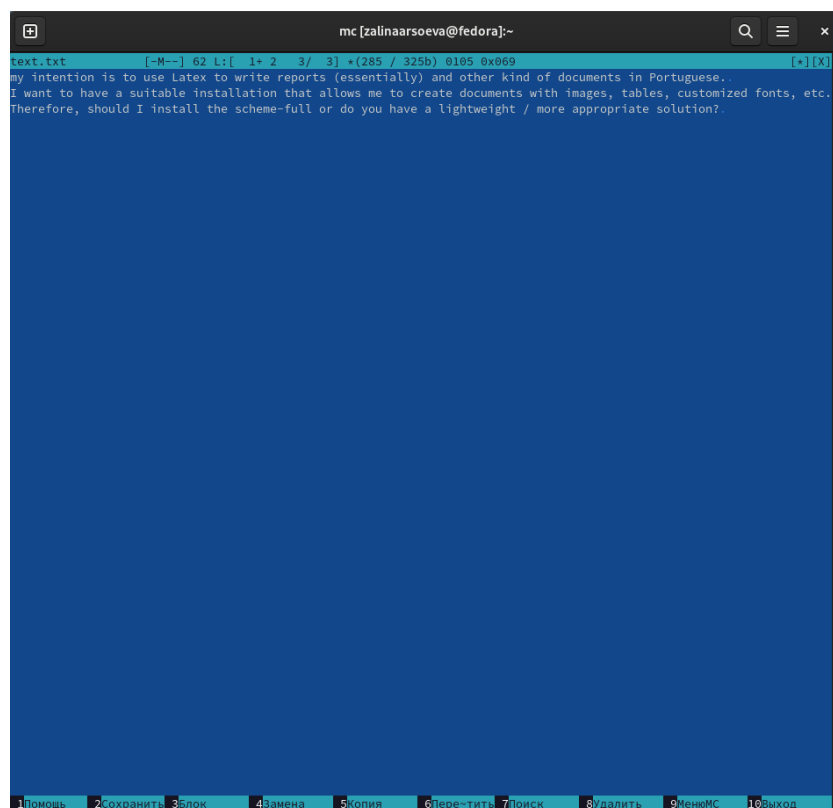 mc [zalinaarsoeva@fedora]:~
text.txt [-M--] 62 L:[ 1+ 2 3/ 3] *(285 / 325b) 0105 0x069 [*][X]
my intention is to use Latex to write reports (essentially) and other kind of documents in Portuguese..
I want to have a suitable installation that allows me to create documents with images, tables, customized fonts, etc.
Therefore, should I install the scheme-full or do you have a lightweight / more appropriate solution?.
1Помощь 2Сохранить 3Блок 4Замена 5Копия 6Пере~тить 7Поиск 8Удалить 9МенюMC 10Выход